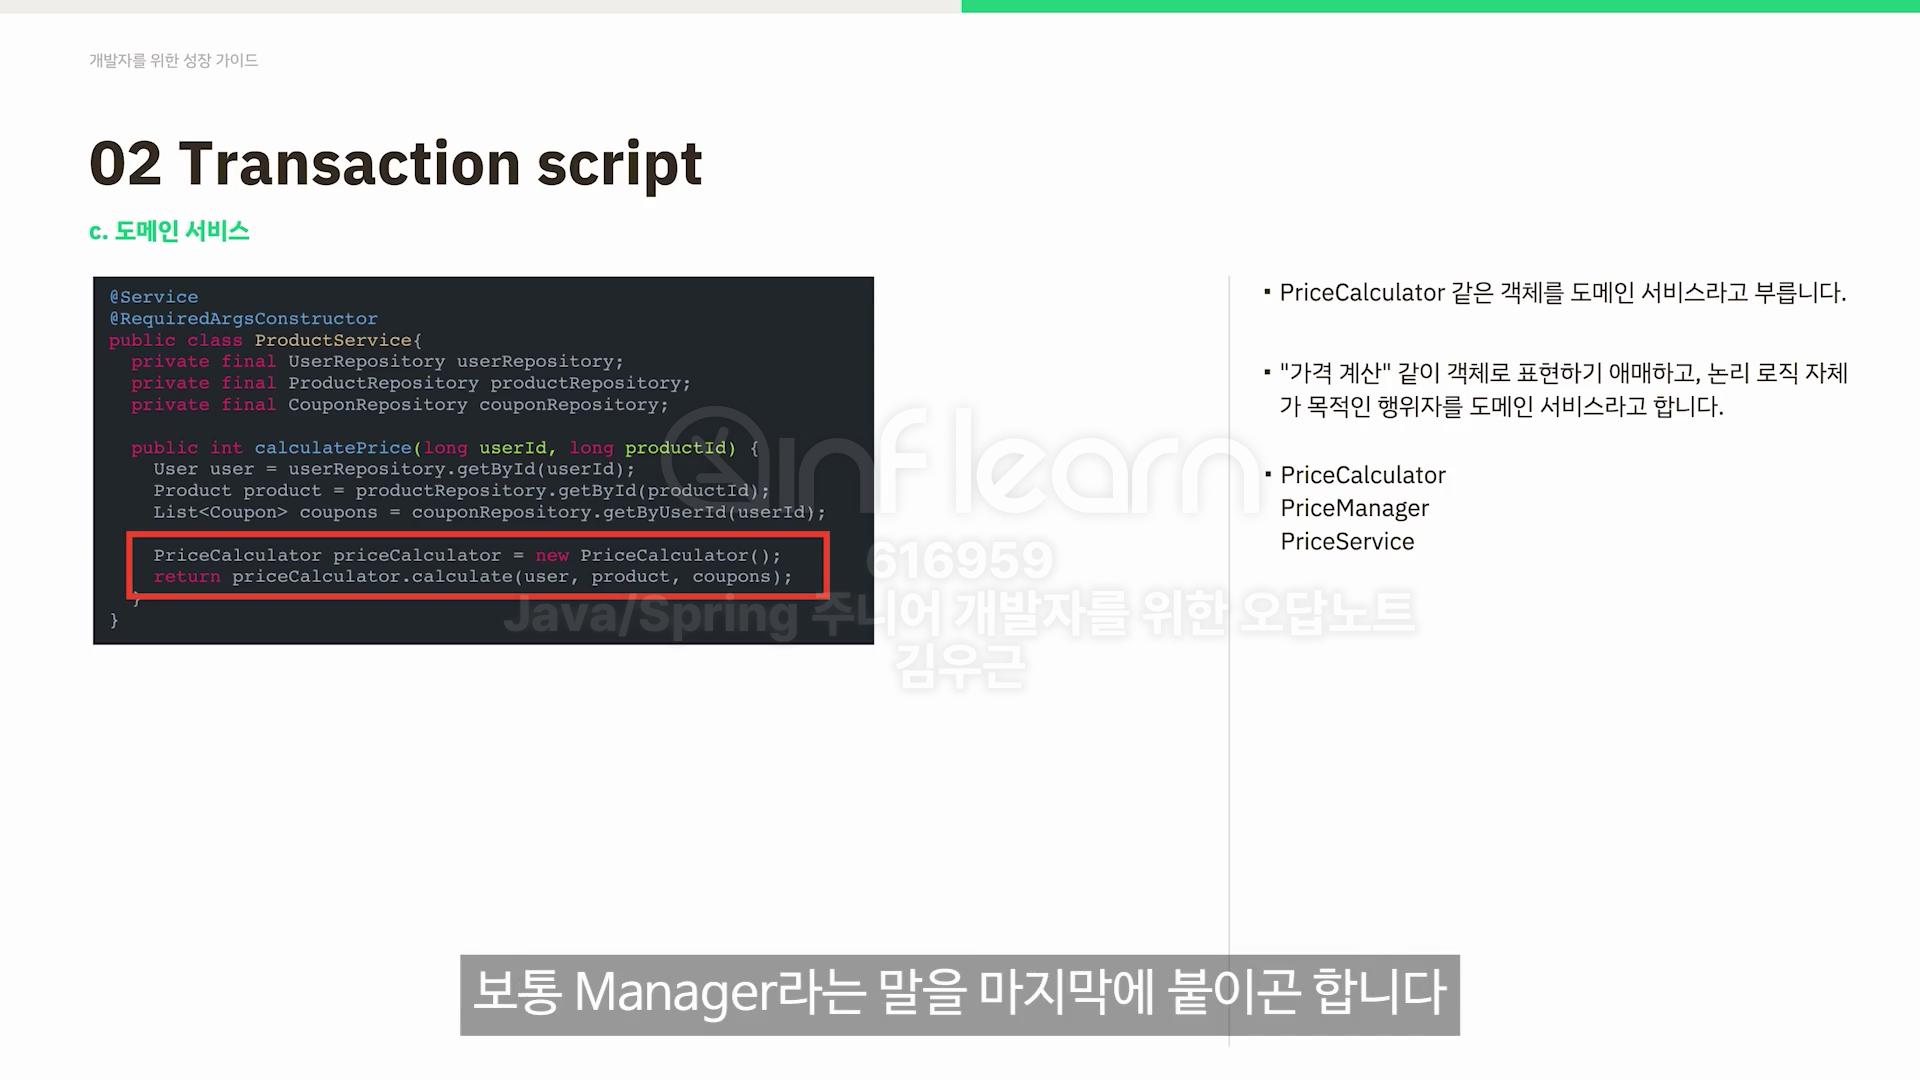 개발자를 위한 성장 가이드
02 Transaction script
c. 도메인 서비스
@Service
@RequiredArgsConstructor
public class ProductService{
private final UserRepository userRepository;
private final ProductRepository productRepository;
private final CouponRepository couponRepository;
public int calculatePrice(long userId, long productId) {
User user = userRepository.getById(userId);
Product product = productRepository.getById(productId);
List<Coupon> coupons = couponRepository.getByUserId(userId);
PriceCalculator priceCalculator = new PriceCalculator();
return priceCalculator.calculate(user, product, coupons);
}
}
▪ PriceCalculator 같은 객체를 도메인 서비스라고 부릅니다.
▪ "가격 계산" 같이 객체로 표현하기 애매하고, 논리 로직 자체
가 목적인 행위자를 도메인 서비스라고 합니다.
▪ PriceCalculator
PriceManager
PriceService
inflearn
616959
Java/Spring 주니어 개발자를 위한 오답노트
김우근
보통 Manager라는 말을 마지막에 붙이곤 합니다